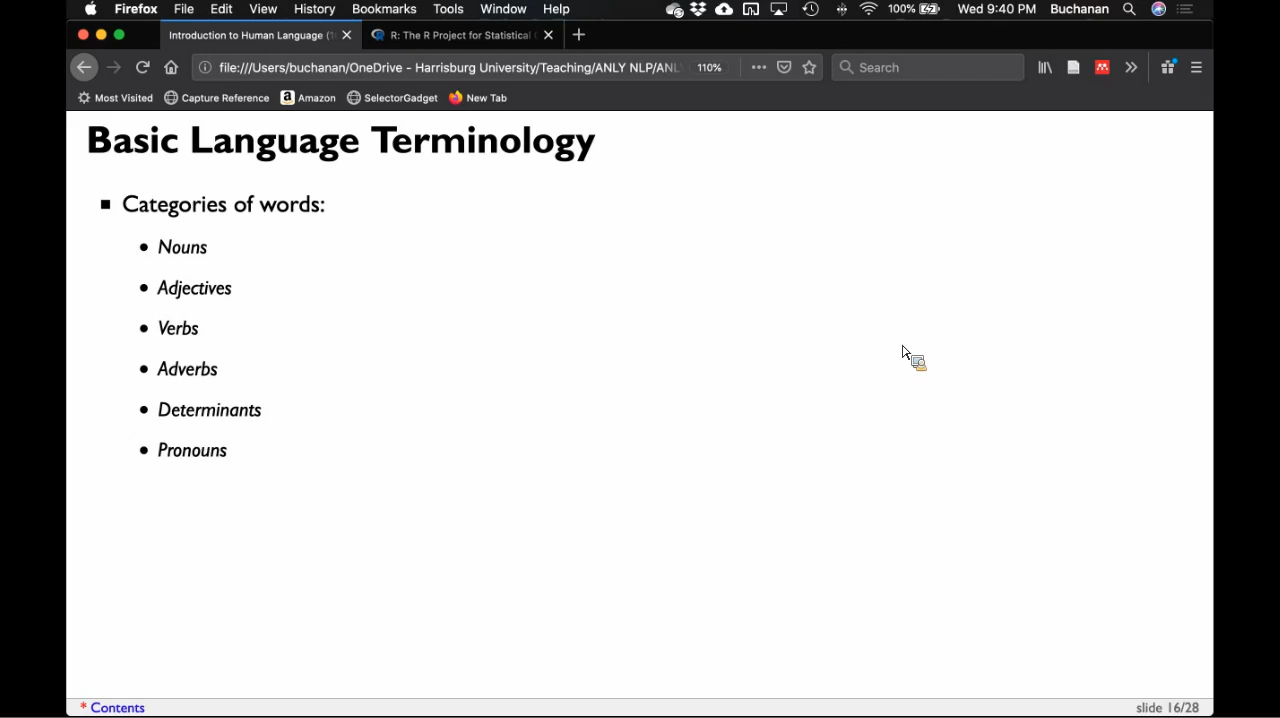 Firefox File Edit View History Bookmarks Tools Window Help 100% Wed 9:40 PM Buchanan
Introduction to Human Language (1 R: The R Project for Statistical C
file:///Users/buchanan/OneDrive - Harrisburg University/Teaching/ANLY NLP/ANL 110% Search
Most Visited Capture Reference Amazon SelectorGadget New Tab
Basic Language Terminology
Categories of words:
Nouns
Adjectives
Verbs
Adverbs
Determinants
Pronouns
* Contents slide 16/28